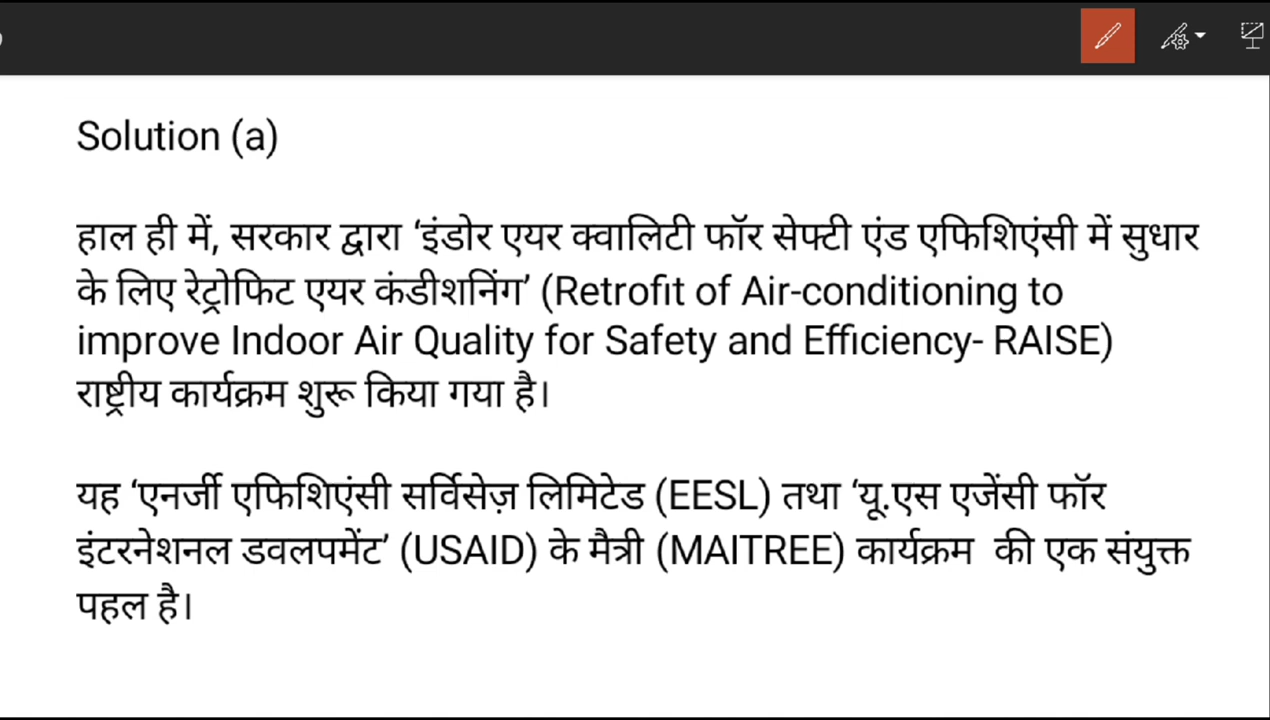 Solution (a)
हाल ही में, सरकार द्वारा ‘इंडोर एयर क्वालिटी फॉर सेफ्टी एंड एफिशिएंसी में सुधार
के लिए रेट्रोफिट एयर कंडीशनिंग’ (Retrofit of Air-conditioning to
improve Indoor Air Quality for Safety and Efficiency- RAISE)
राष्ट्रीय कार्यक्रम शुरू किया गया है।
यह ‘एनर्जी एफिशिएंसी सर्विसेज़ लिमिटेड (EESL) तथा ‘यू.एस एजेंसी फॉर
इंटरनेशनल डवलपमेंट’ (USAID) के मैत्री (MAITREE) कार्यक्रम की एक संयुक्त
पहल है।